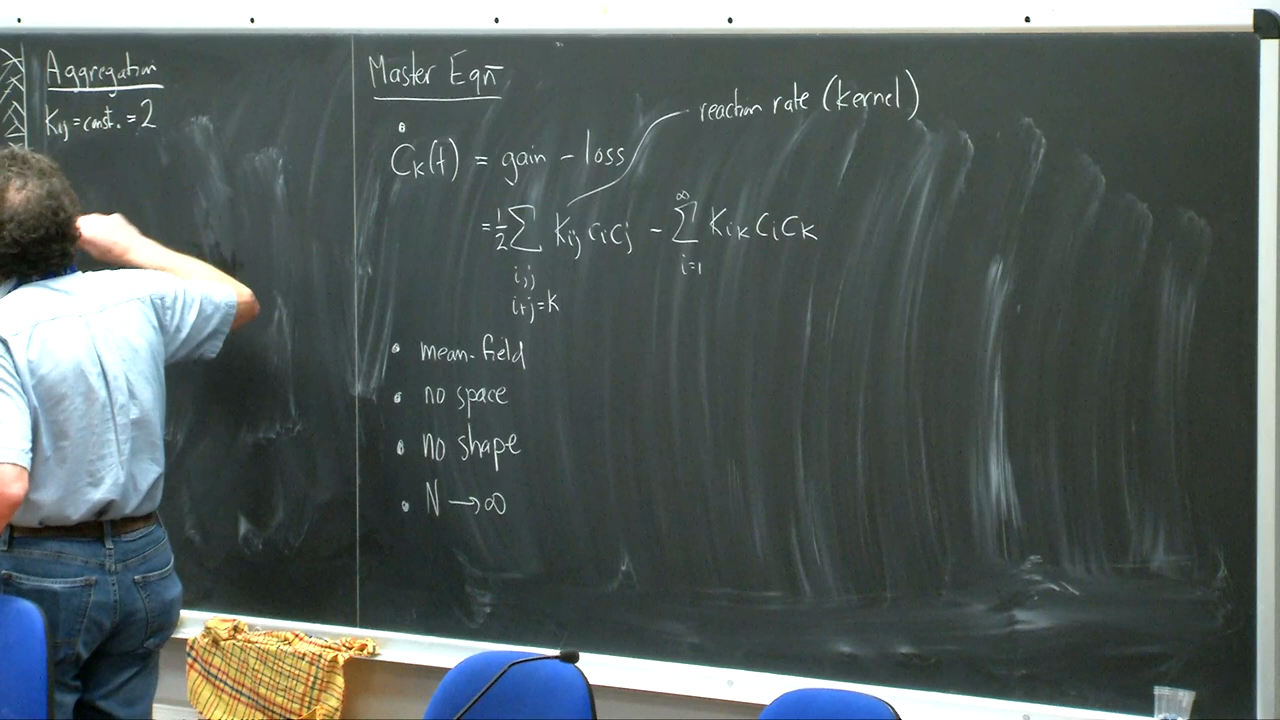 Aggregation
Kij = const. = 2
Master Eqn
reaction rate (kernel)
Ċk(t) = gain - loss
= 1/2 ∑ Kij cicj - ∑ Kik CiCk
∞
i=1
i,j
i+j=k
• mean-field
• no space
• no shape
• N → ∞